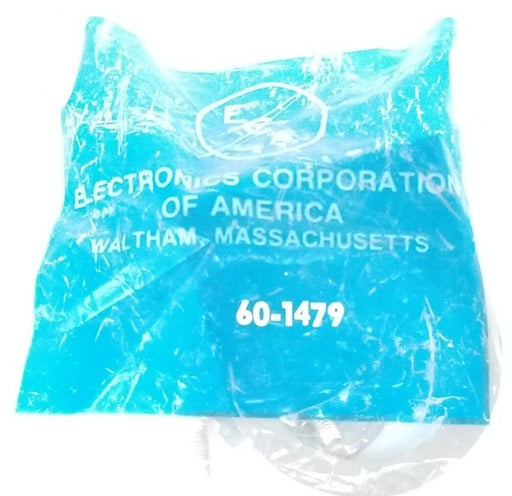 E
ELECTRONICS CORPORATION
OF AMERICA
WALTHAM, MASSACHUSETTS
60-1479